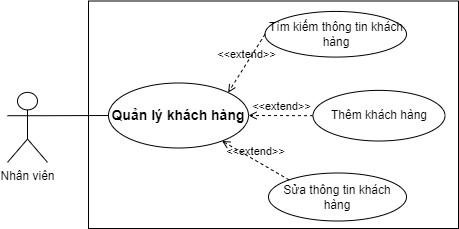 Tìm kiếm thông tin khách
hàng
<<extend>>
Quản lý khách hàng
<<extend>>
Thêm khách hàng
<<extend>>
Nhân viên
Sửa thông tin khách
hàng